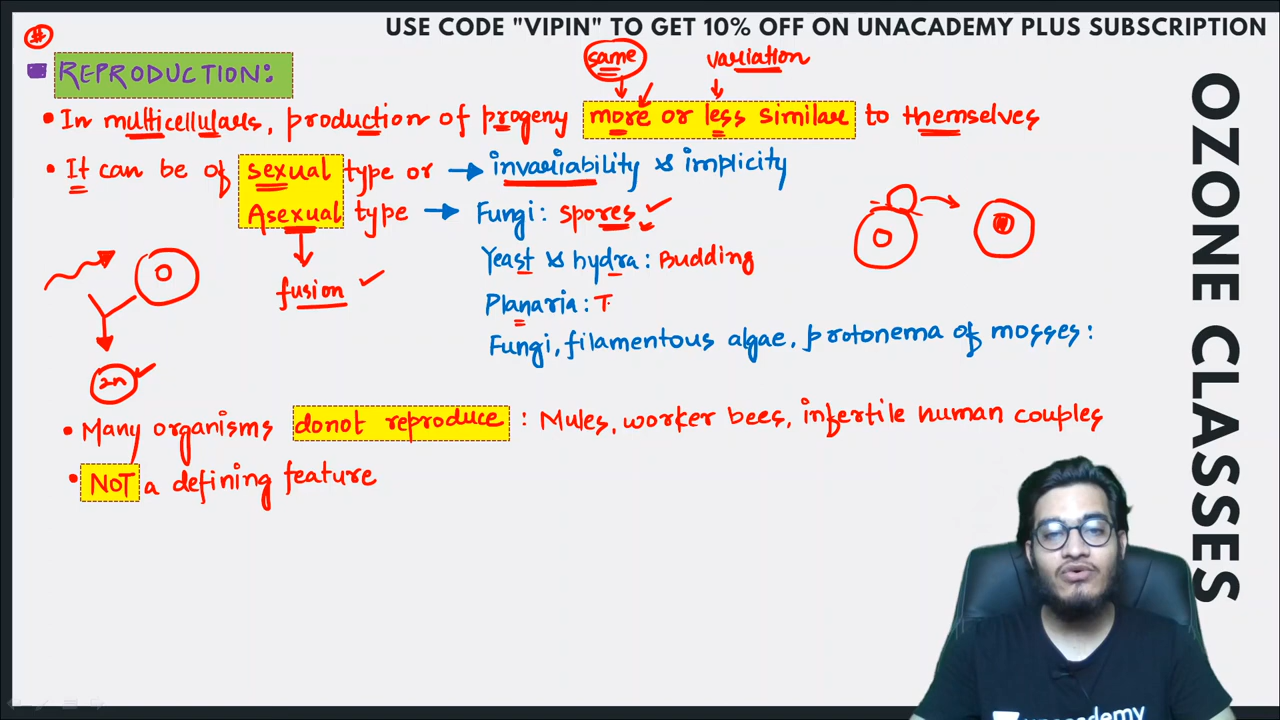 USE CODE "VIPIN" TO GET 10% OFF ON UNACADEMY PLUS SUBSCRIPTION
#
same variation
REPRODUCTION:
• In multicellulars, production of progeny more or less similar to themselves
• It can be of sexual type or → invariability & implicity
Asexual type → Fungi: spores
Yeast & hydra: Budding
fusion
Planaria: T
Fungi, filamentous algae, protonema of mosses:
2n
• Many organisms donot reproduce: Mules, worker bees, infertile human couples
• NOT a defining feature
OZONE CLASSES
unacademy